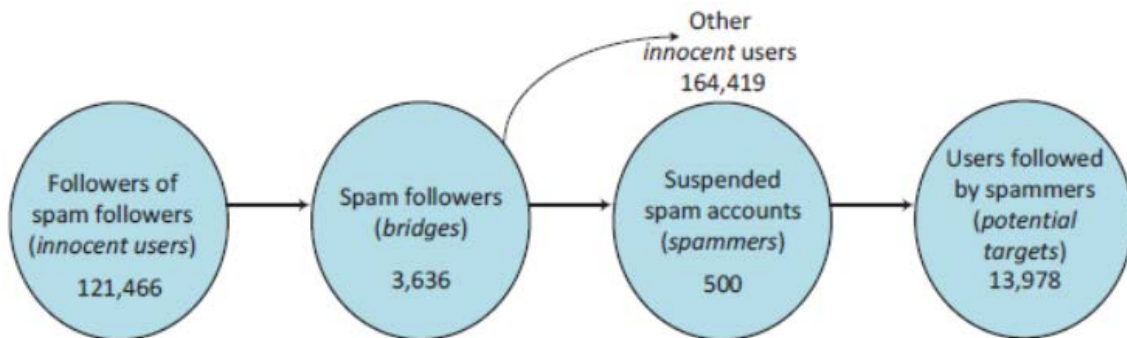 Other
innocent users
164,419
Followers of
spam followers
(innocent users)
121,466
Spam followers
(bridges)
3,636
Suspended
spam accounts
(spammers)
500
Users followed
by spammers
(potential
targets)
13,978